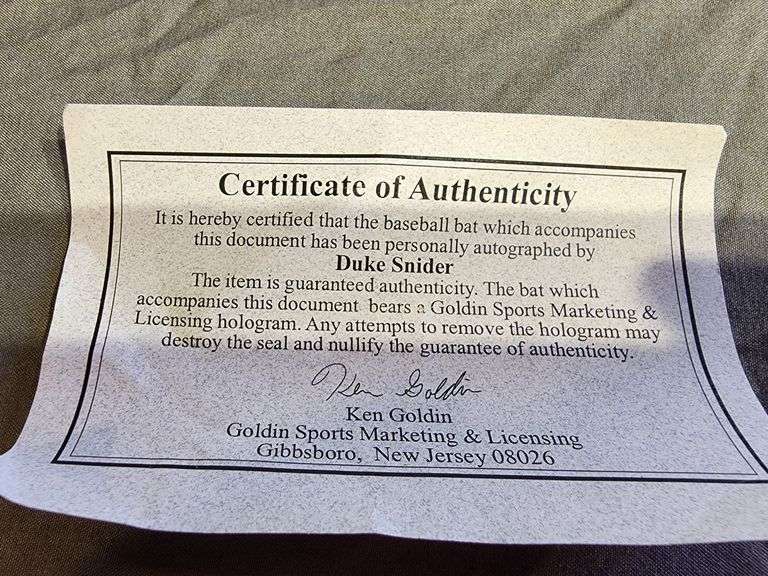 Certificate of Authenticity
It is hereby certified that the baseball bat which accompanies
this document has been personally autographed by
Duke Snider
The item is guaranteed authenticity. The bat which
accompanies this document bears a Goldin Sports Marketing &
Licensing hologram. Any attempts to remove the hologram may
destroy the seal and nullify the guarantee of authenticity.
Ken Goldin
Ken Goldin
Goldin Sports Marketing & Licensing
Gibbsboro, New Jersey 08026